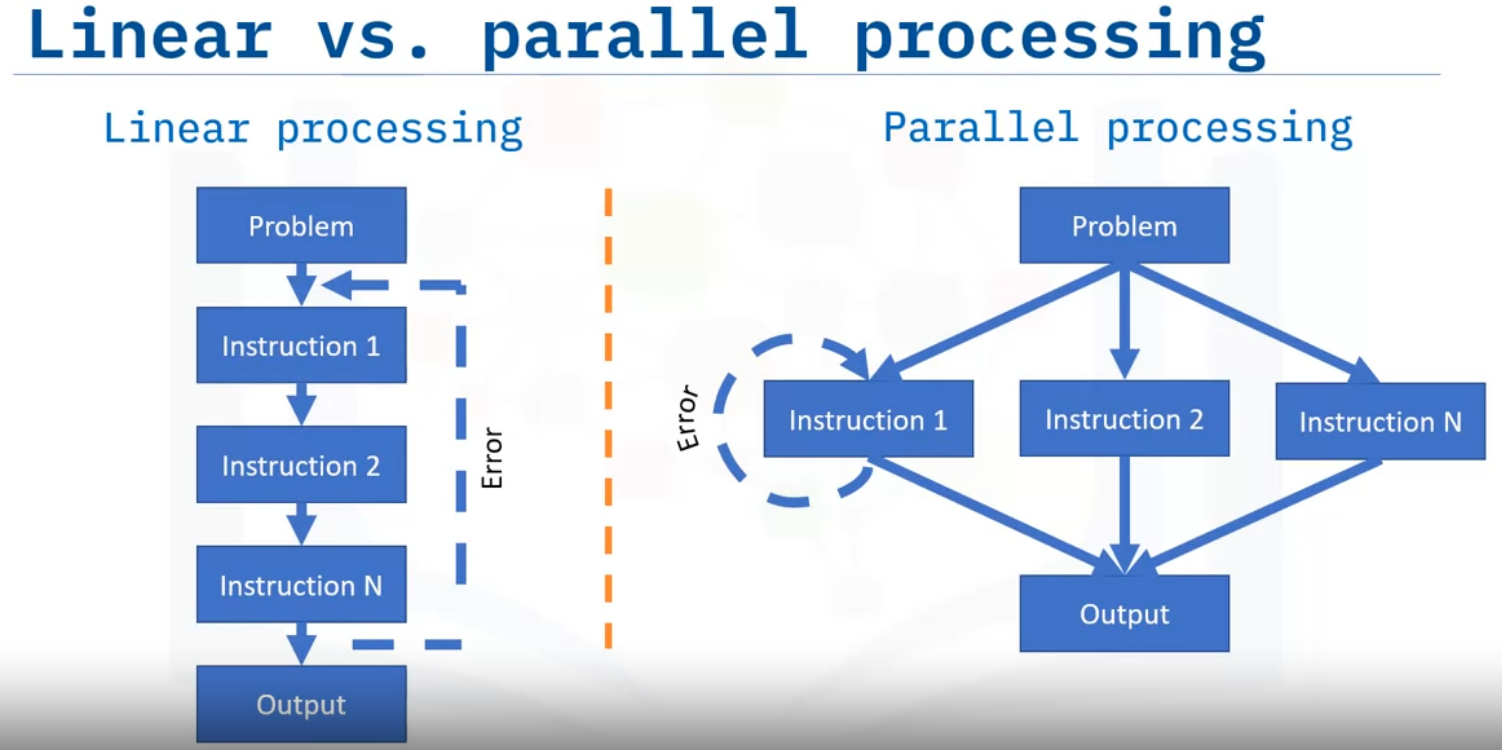 Linear vs. parallel processing
Linear processing
Problem
Instruction 1
Instruction 2
Instruction N
Output
Error
Parallel processing
Problem
Error
Instruction 1
Instruction 2
Instruction N
Output